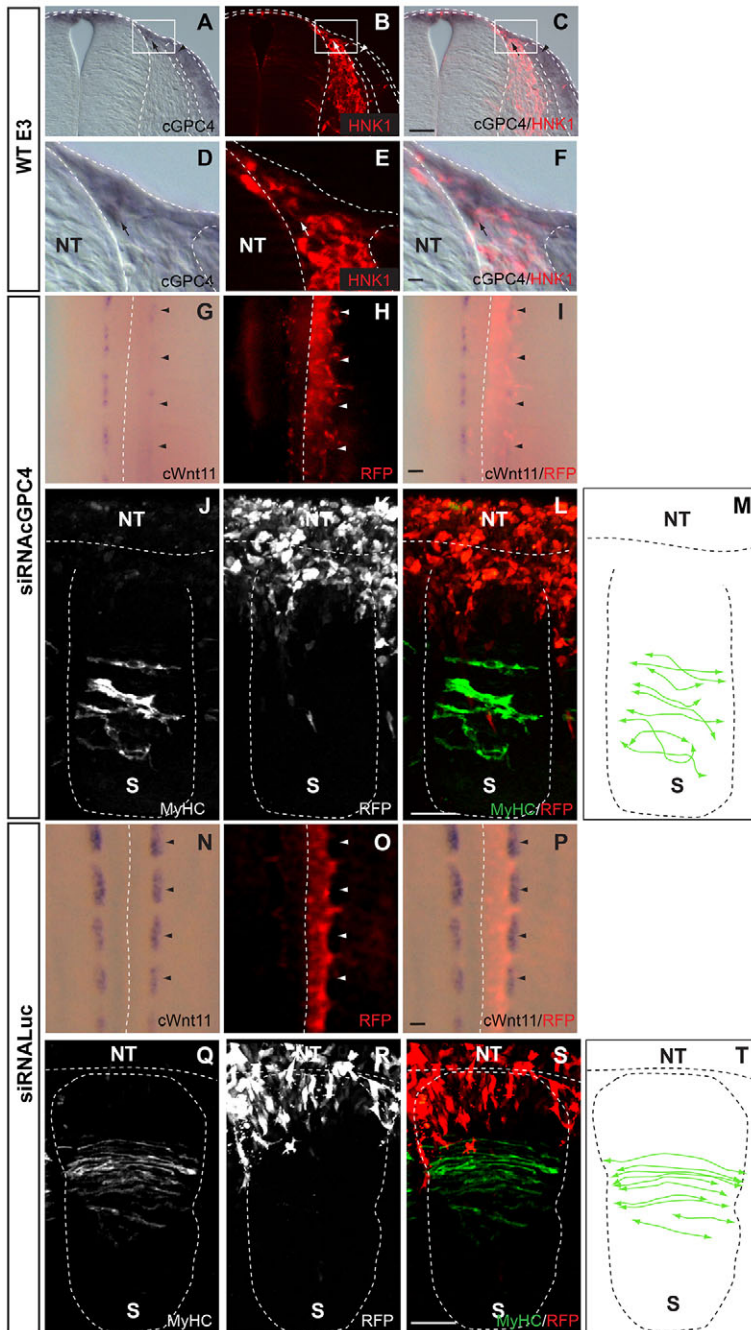 WT E3
A
cGPC4
B
HNK1
C
cGPC4/HNK1
D
NT
cGPC4
E
NT
HNK1
F
cGPC4/HNK1
siRNAcGPC4
G
cWnt11
H
RFP
I
cWnt11/RFP
J
NT
S
MyHC
K
NT
RFP
L
NT
S
MyHC/RFP
M
NT
S
siRNALuc
N
cWnt11
O
RFP
P
cWnt11/RFP
Q
NT
S
MyHC
R
NT
S
RFP
S
NT
S
MyHC/RFP
T
NT
S